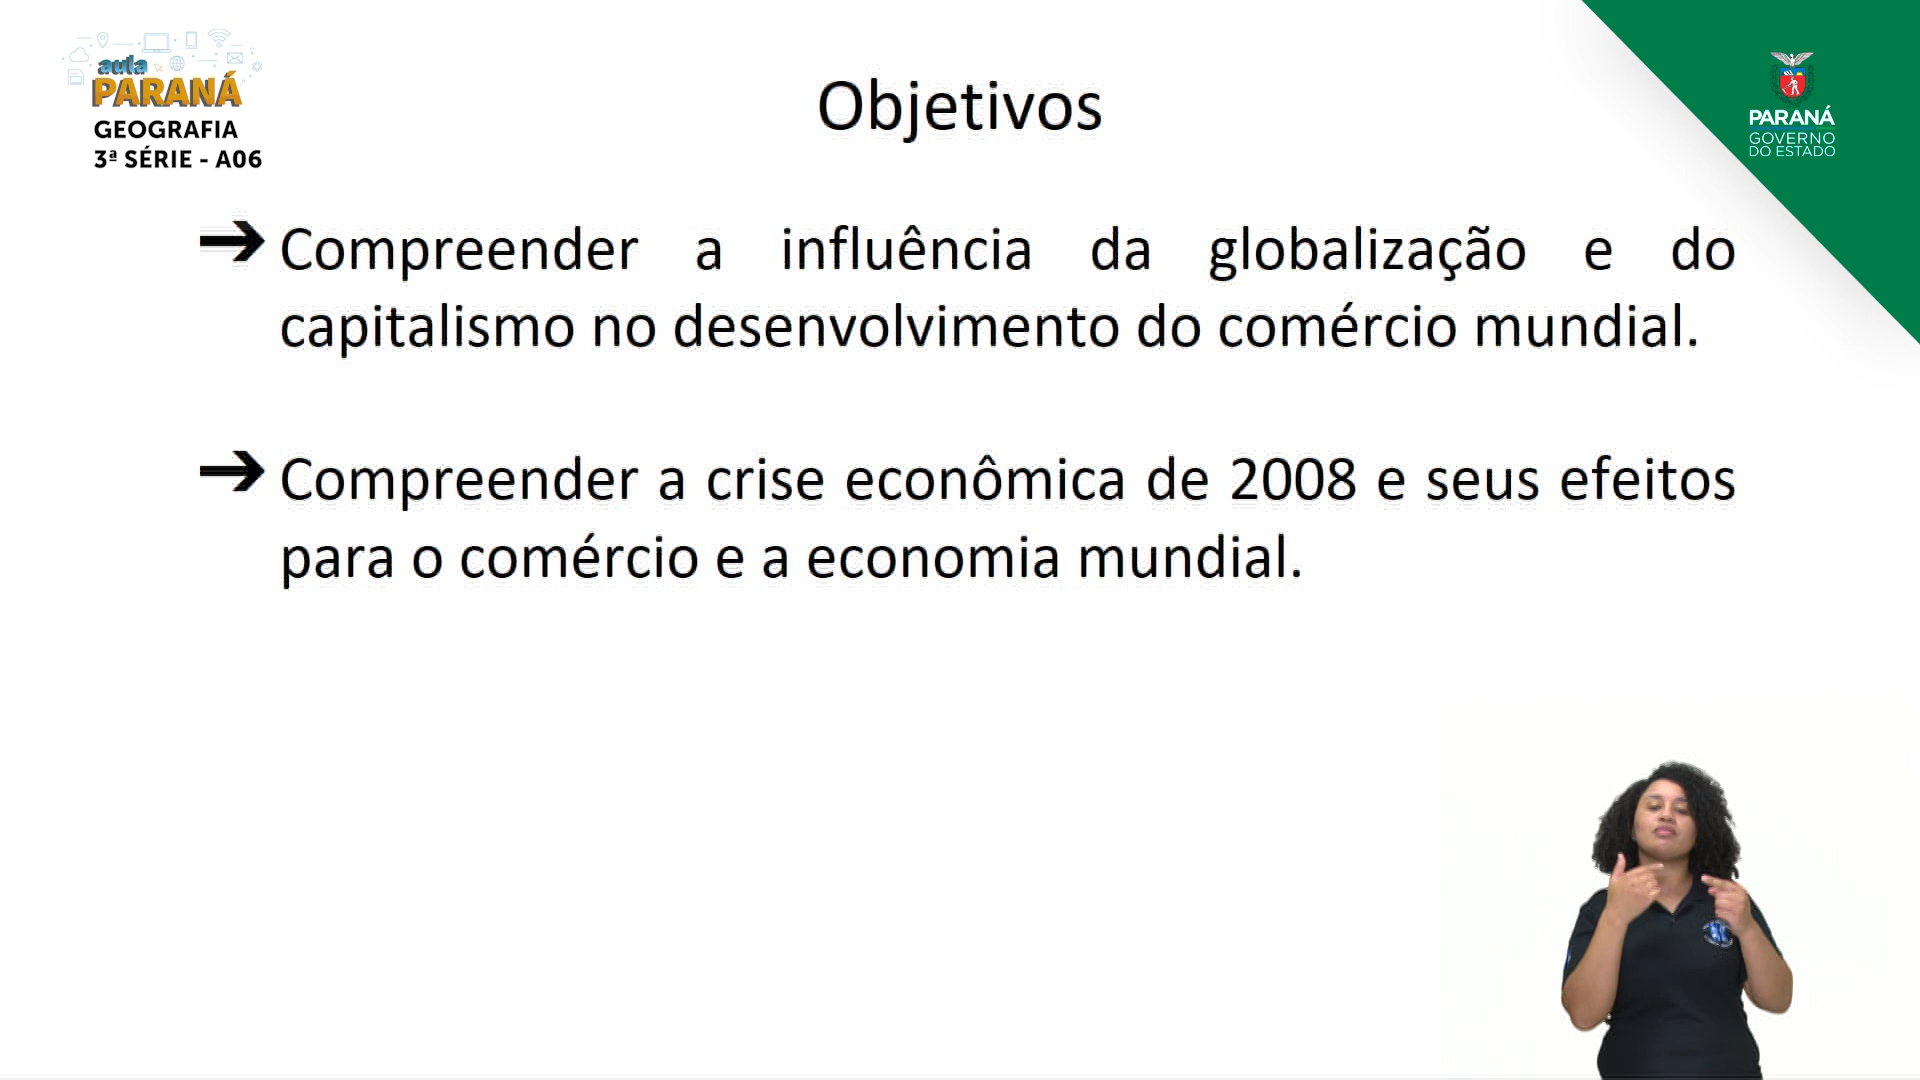 aula
PARANÁ
GEOGRAFIA
3ª SÉRIE - A06
Objetivos
PARANÁ
GOVERNO
DO ESTADO
➔ Compreender a influência da globalização e do
capitalismo no desenvolvimento do comércio mundial.
➔ Compreender a crise econômica de 2008 e seus efeitos
para o comércio e a economia mundial.